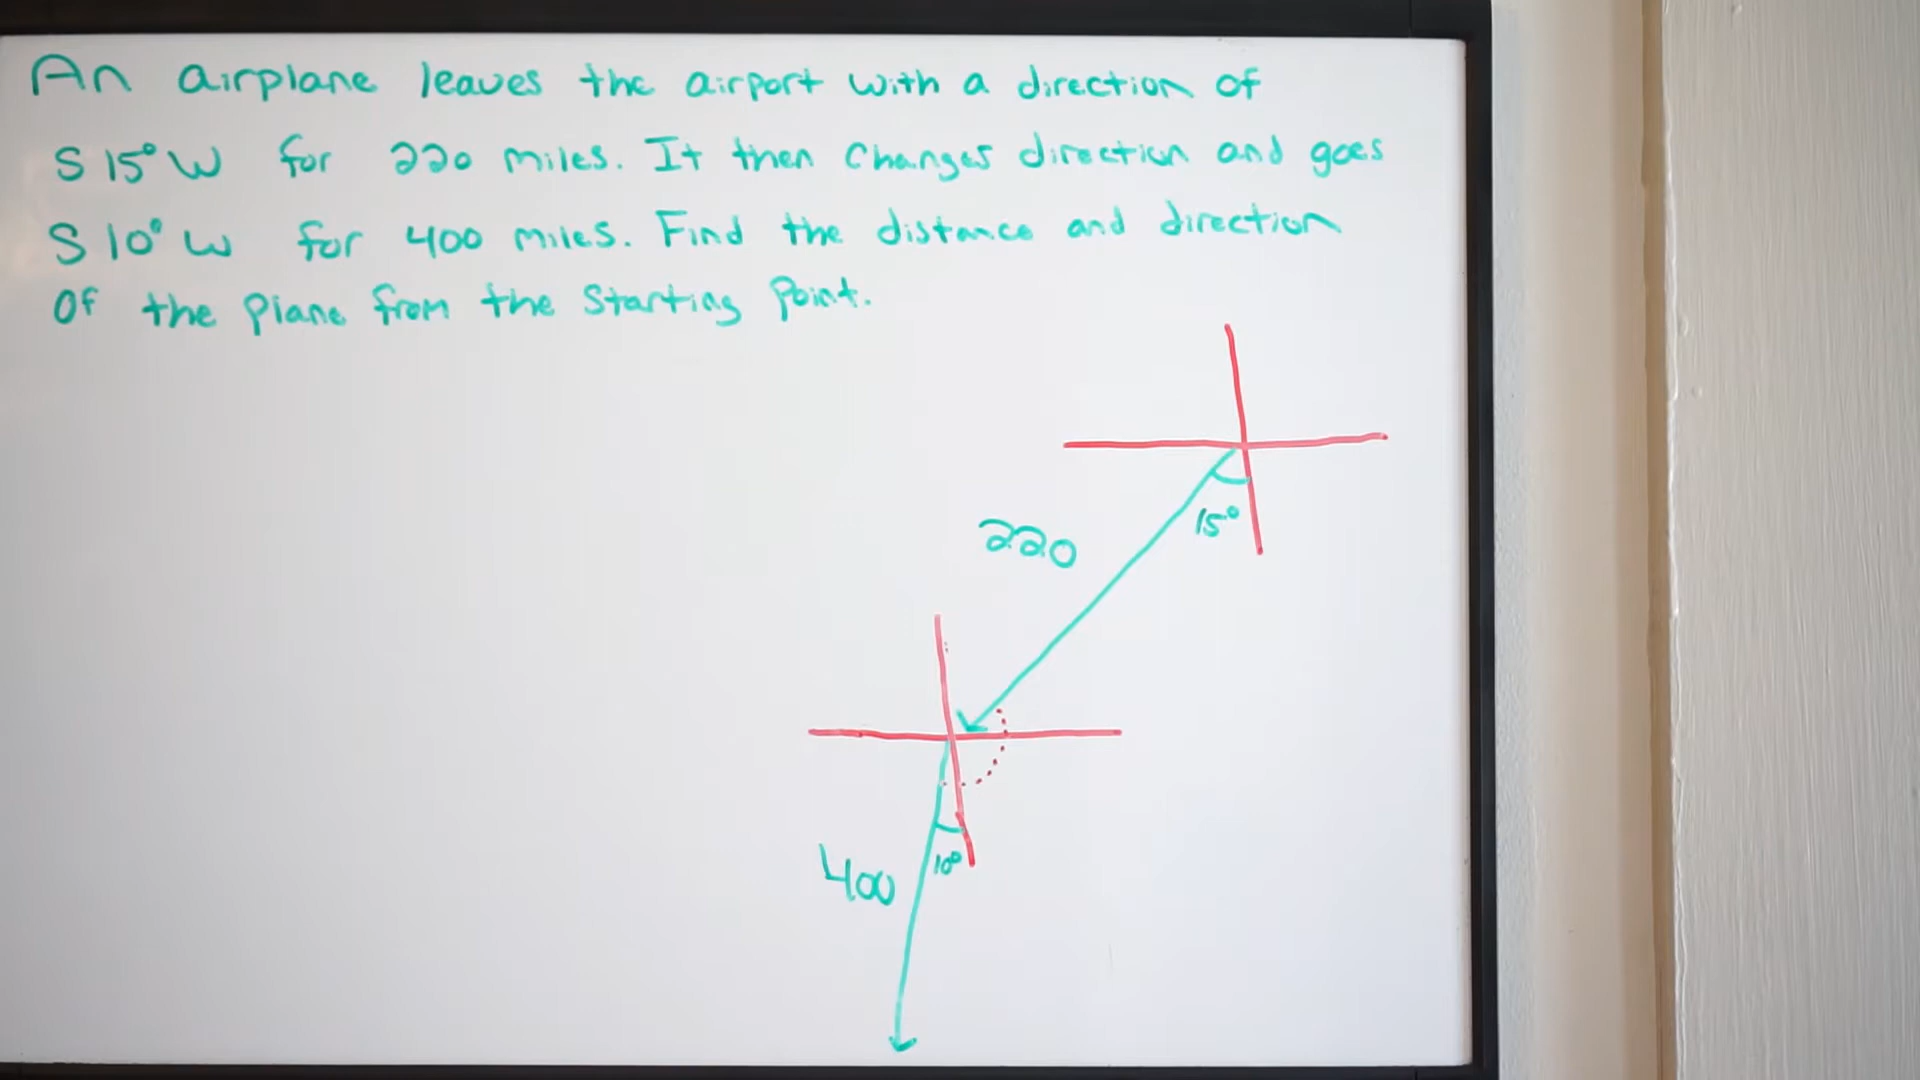 An airplane leaves the airport with a direction of
S 15° W for 220 miles. It then changes direction and goes
S 10° W for 400 miles. Find the distance and direction
of the plane from the starting point.
15°
220
10°
400